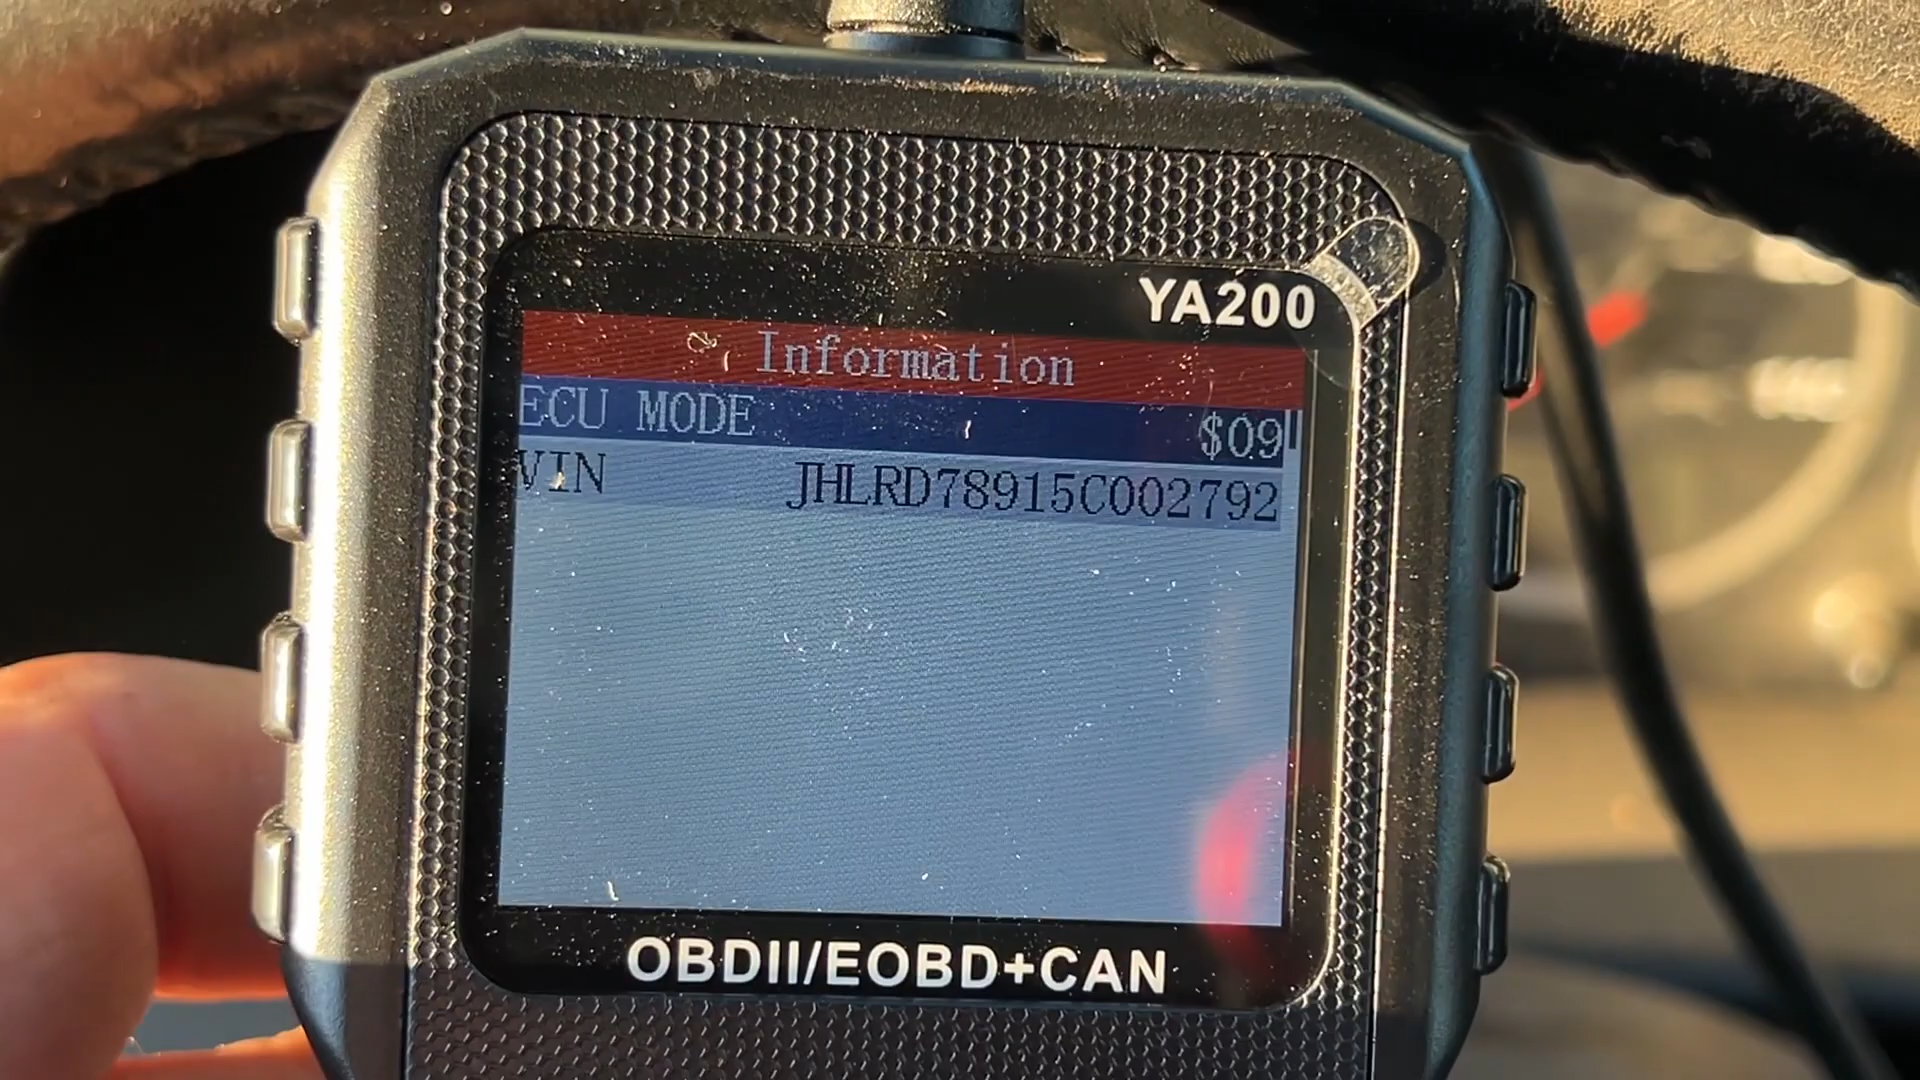 YA200
Information
ECU MODE $09
VIN JHLRD78915C002792
OBDII/EOBD+CAN